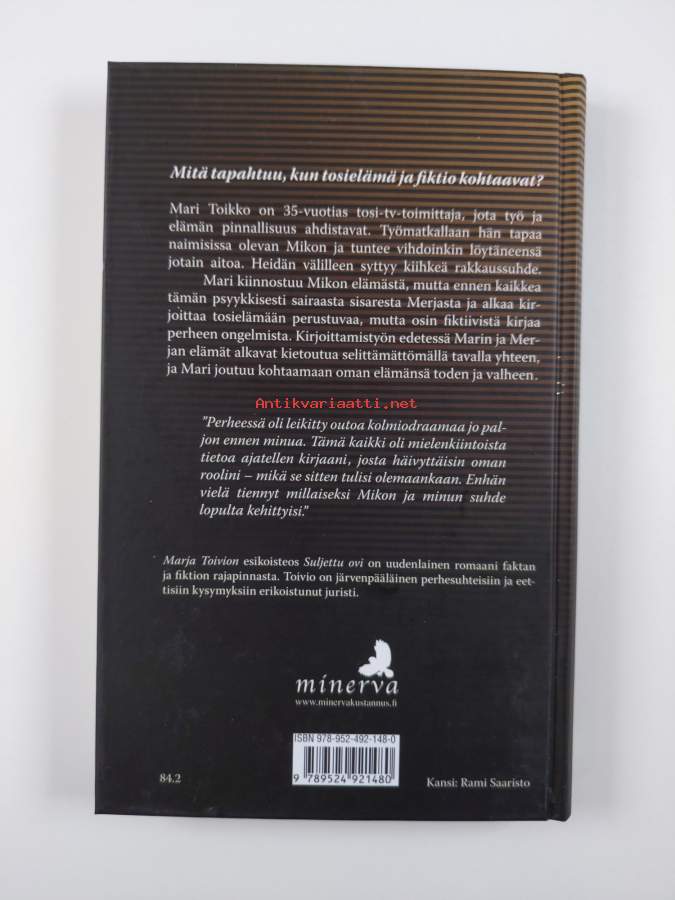 Mitä tapahtuu, kun tosielämä ja fiktio kohtaavat?
Mari Toikko on 35-vuotias tosi-tv-toimittaja, jota työ ja
elämän pinnallisuus ahdistavat. Työmatkallaan hän tapaa
naimisissa olevan Mikon ja tuntee vihdoinkin löytäneensä
jotain aitoa. Heidän välilleen syttyy kiihkeä rakkaussuhde.
Mari kiinnostuu Mikon elämästä, mutta ennen kaikkea
tämän psyykkisesti sairaasta sisaresta Merjasta ja alkaa kir-
joittaa tosielämään perustuvaa, mutta osin fiktiivistä kirjaa
perheen ongelmista. Kirjoittamistyön edetessä Marin ja Mer-
jan elämät alkavat kietoutua selittämättömällä tavalla yhteen,
ja Mari joutuu kohtaamaan oman elämänsä toden ja valheen.
Antikvariaatti.net
"Perheessä oli leikitty outoa kolmiodraamaa jo pal-
jon ennen minua. Tämä kaikki oli mielenkiintoista
tietoa ajatellen kirjaani, josta häivyttäisin oman
roolini – mikä se sitten tulisi olemaankaan. Enhän
vielä tiennyt millaiseksi Mikon ja minun suhde
lopulta kehittyisi."
Marja Toivion esikoisteos Suljettu ovi on uudenlainen romaani faktan
ja fiktion rajapinnasta. Toivio on järvenpääläinen perhesuhteisiin ja eet-
tisiin kysymyksiin erikoistunut juristi.
minerva
www.minervakustannus.fi
ISBN 978-952-492-148-0
9 789524 921480
84.2
Kansi: Rami Saaristo